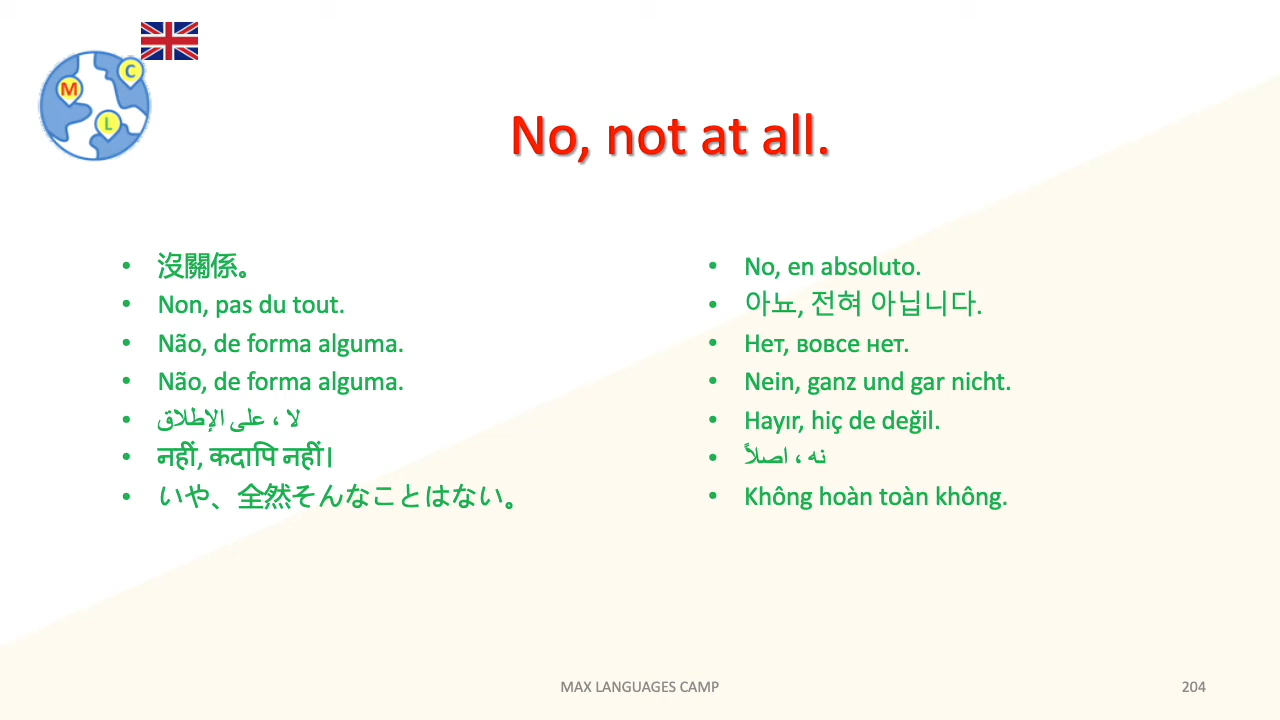 C
M
L
No, not at all.
• 沒關係。
• Non, pas du tout.
• Não, de forma alguma.
• Não, de forma alguma.
• لا ، على الإطلاق
• नहीं, कदापि नहीं।
• いや、全然そんなことはない。
• No, en absoluto.
• 아뇨, 전혀 아닙니다.
• Нет, вовсе нет.
• Nein, ganz und gar nicht.
• Hayır, hiç de değil.
• نه ، اصلاً
• Không hoàn toàn không.
MAX LANGUAGES CAMP
204